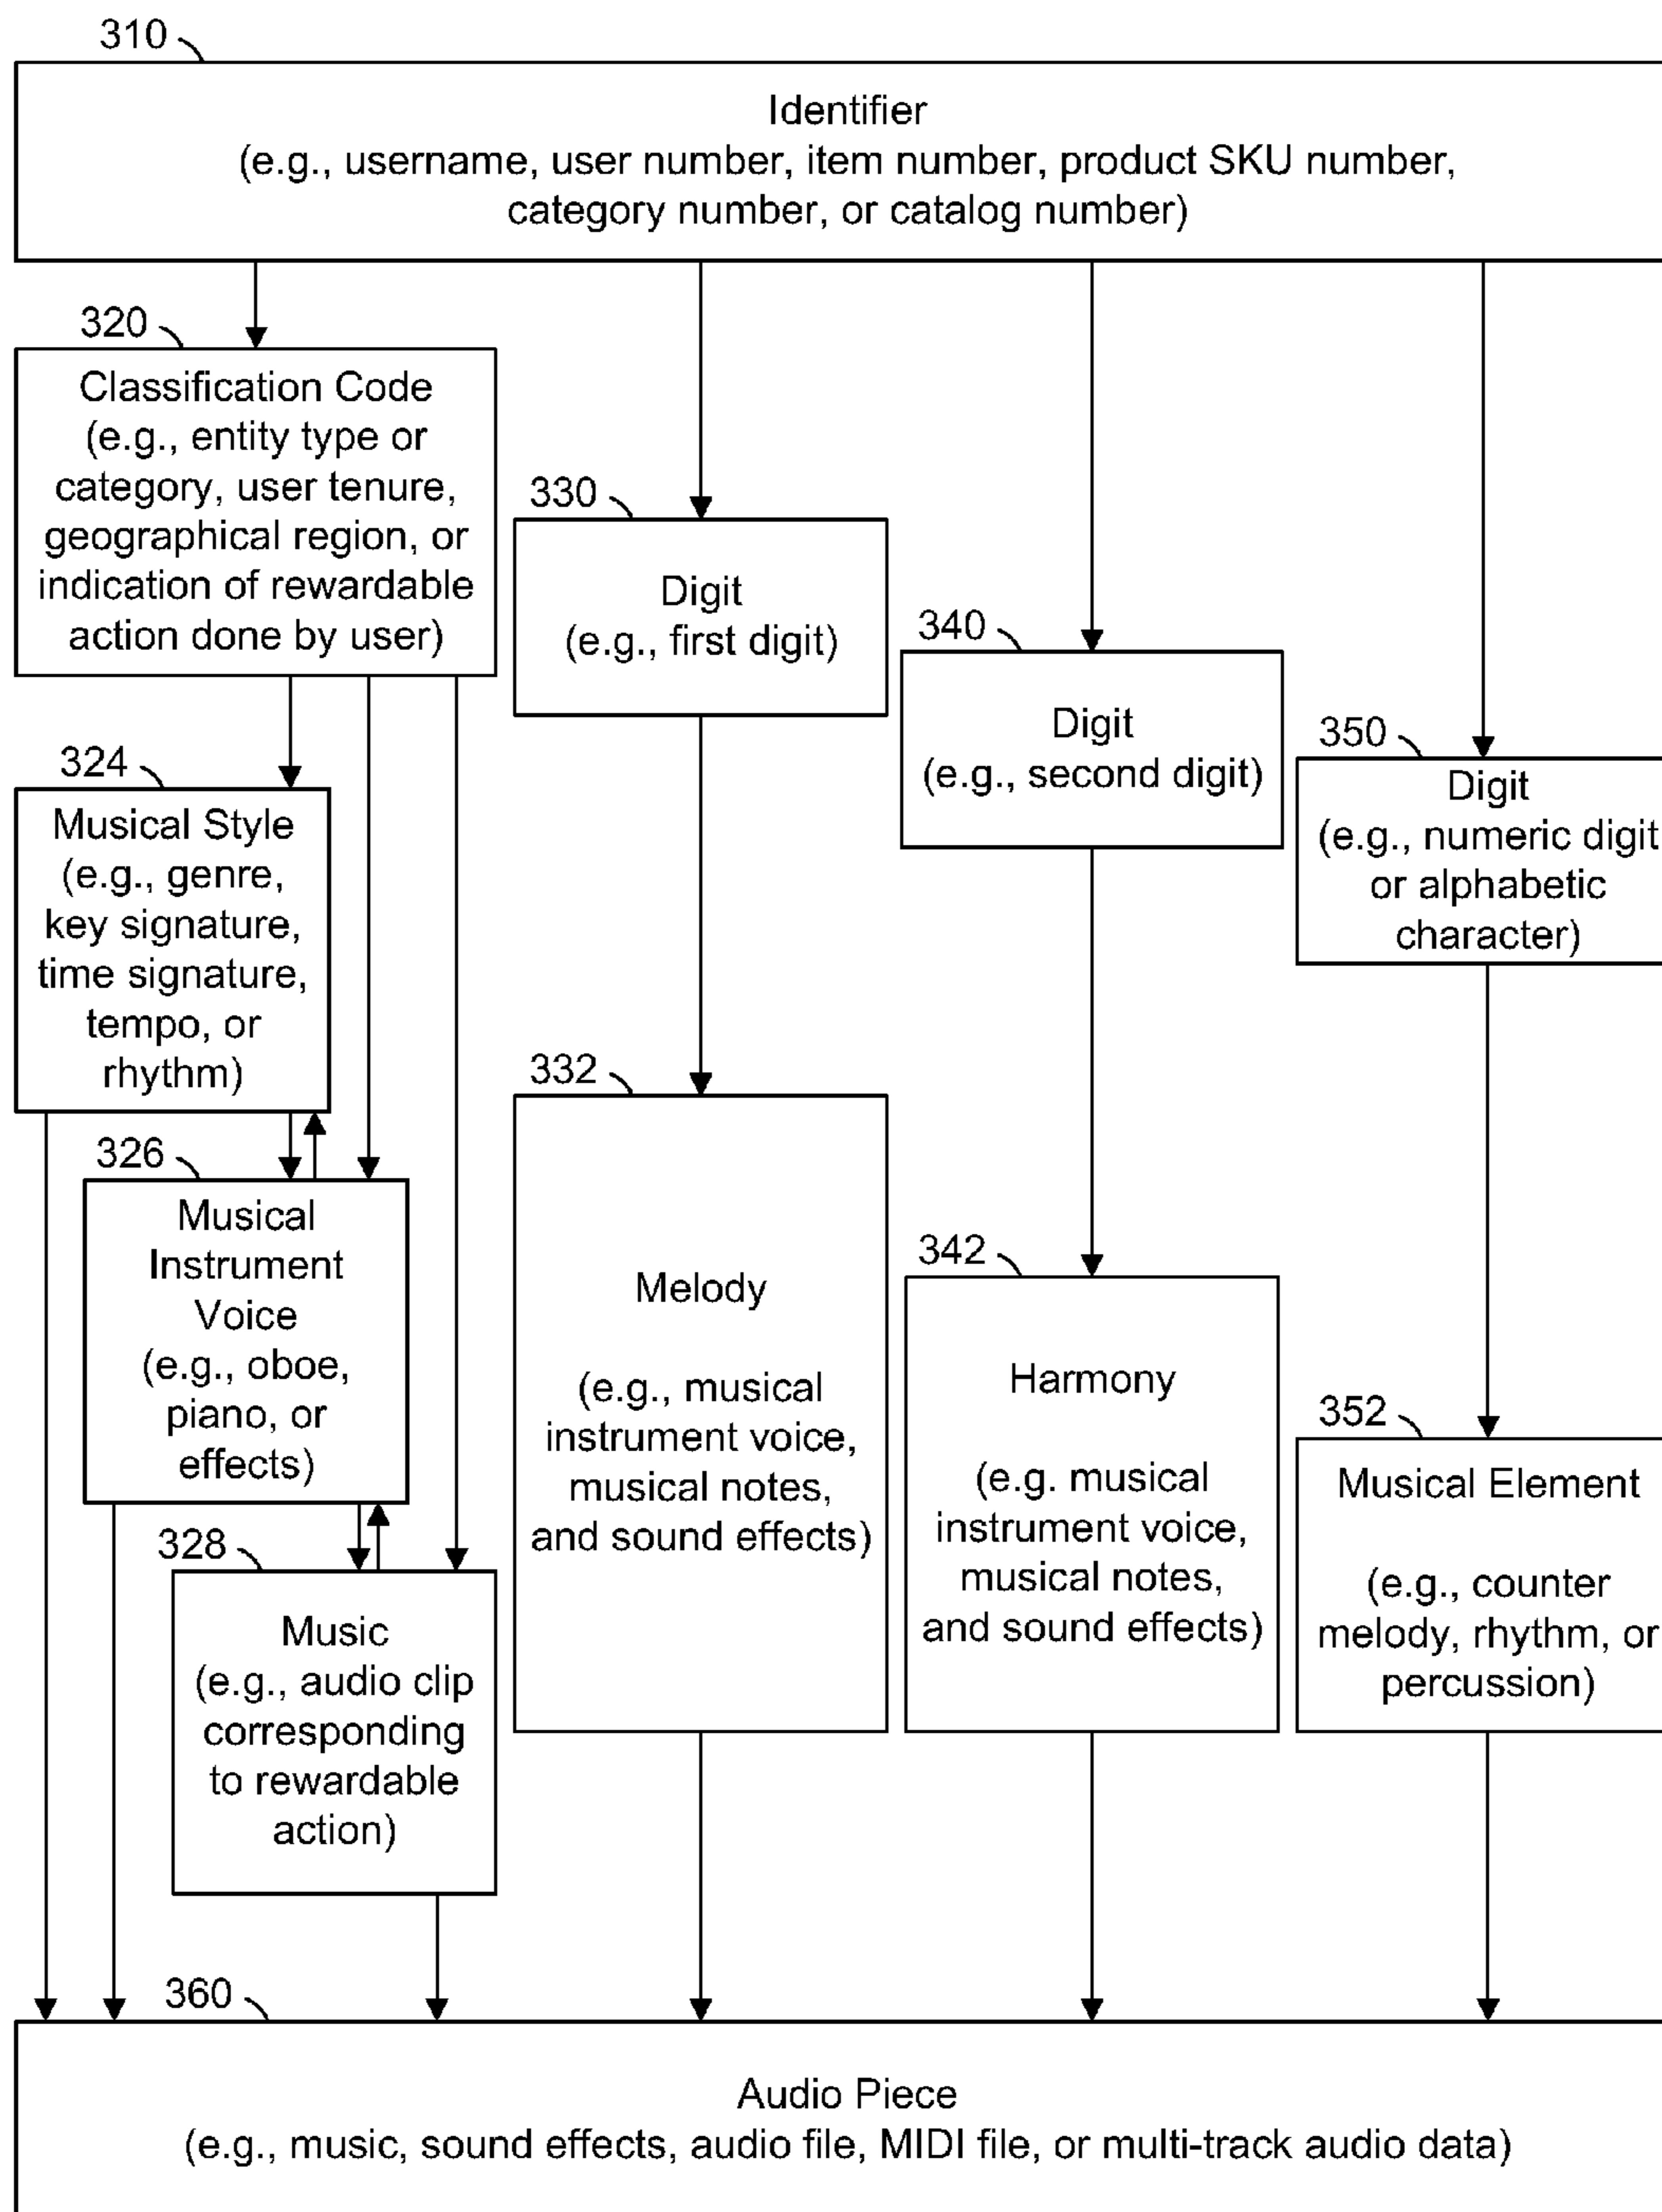 310
Identifier
(e.g., username, user number, item number, product SKU number,
category number, or catalog number)
320
Classification Code
(e.g., entity type or
category, user tenure,
geographical region, or
indication of rewardable
action done by user)
330
Digit
(e.g., first digit)
340
Digit
(e.g., second digit)
350
Digit
(e.g., numeric digit
or alphabetic
character)
324
Musical Style
(e.g., genre,
key signature,
time signature,
tempo, or
rhythm)
326
Musical
Instrument
Voice
(e.g., oboe,
piano, or
effects)
328
Music
(e.g., audio clip
corresponding
to rewardable
action)
332
Melody
(e.g., musical
instrument voice,
musical notes,
and sound effects)
342
Harmony
(e.g. musical
instrument voice,
musical notes,
and sound effects)
352
Musical Element
(e.g., counter
melody, rhythm, or
percussion)
360
Audio Piece
(e.g., music, sound effects, audio file, MIDI file, or multi-track audio data)